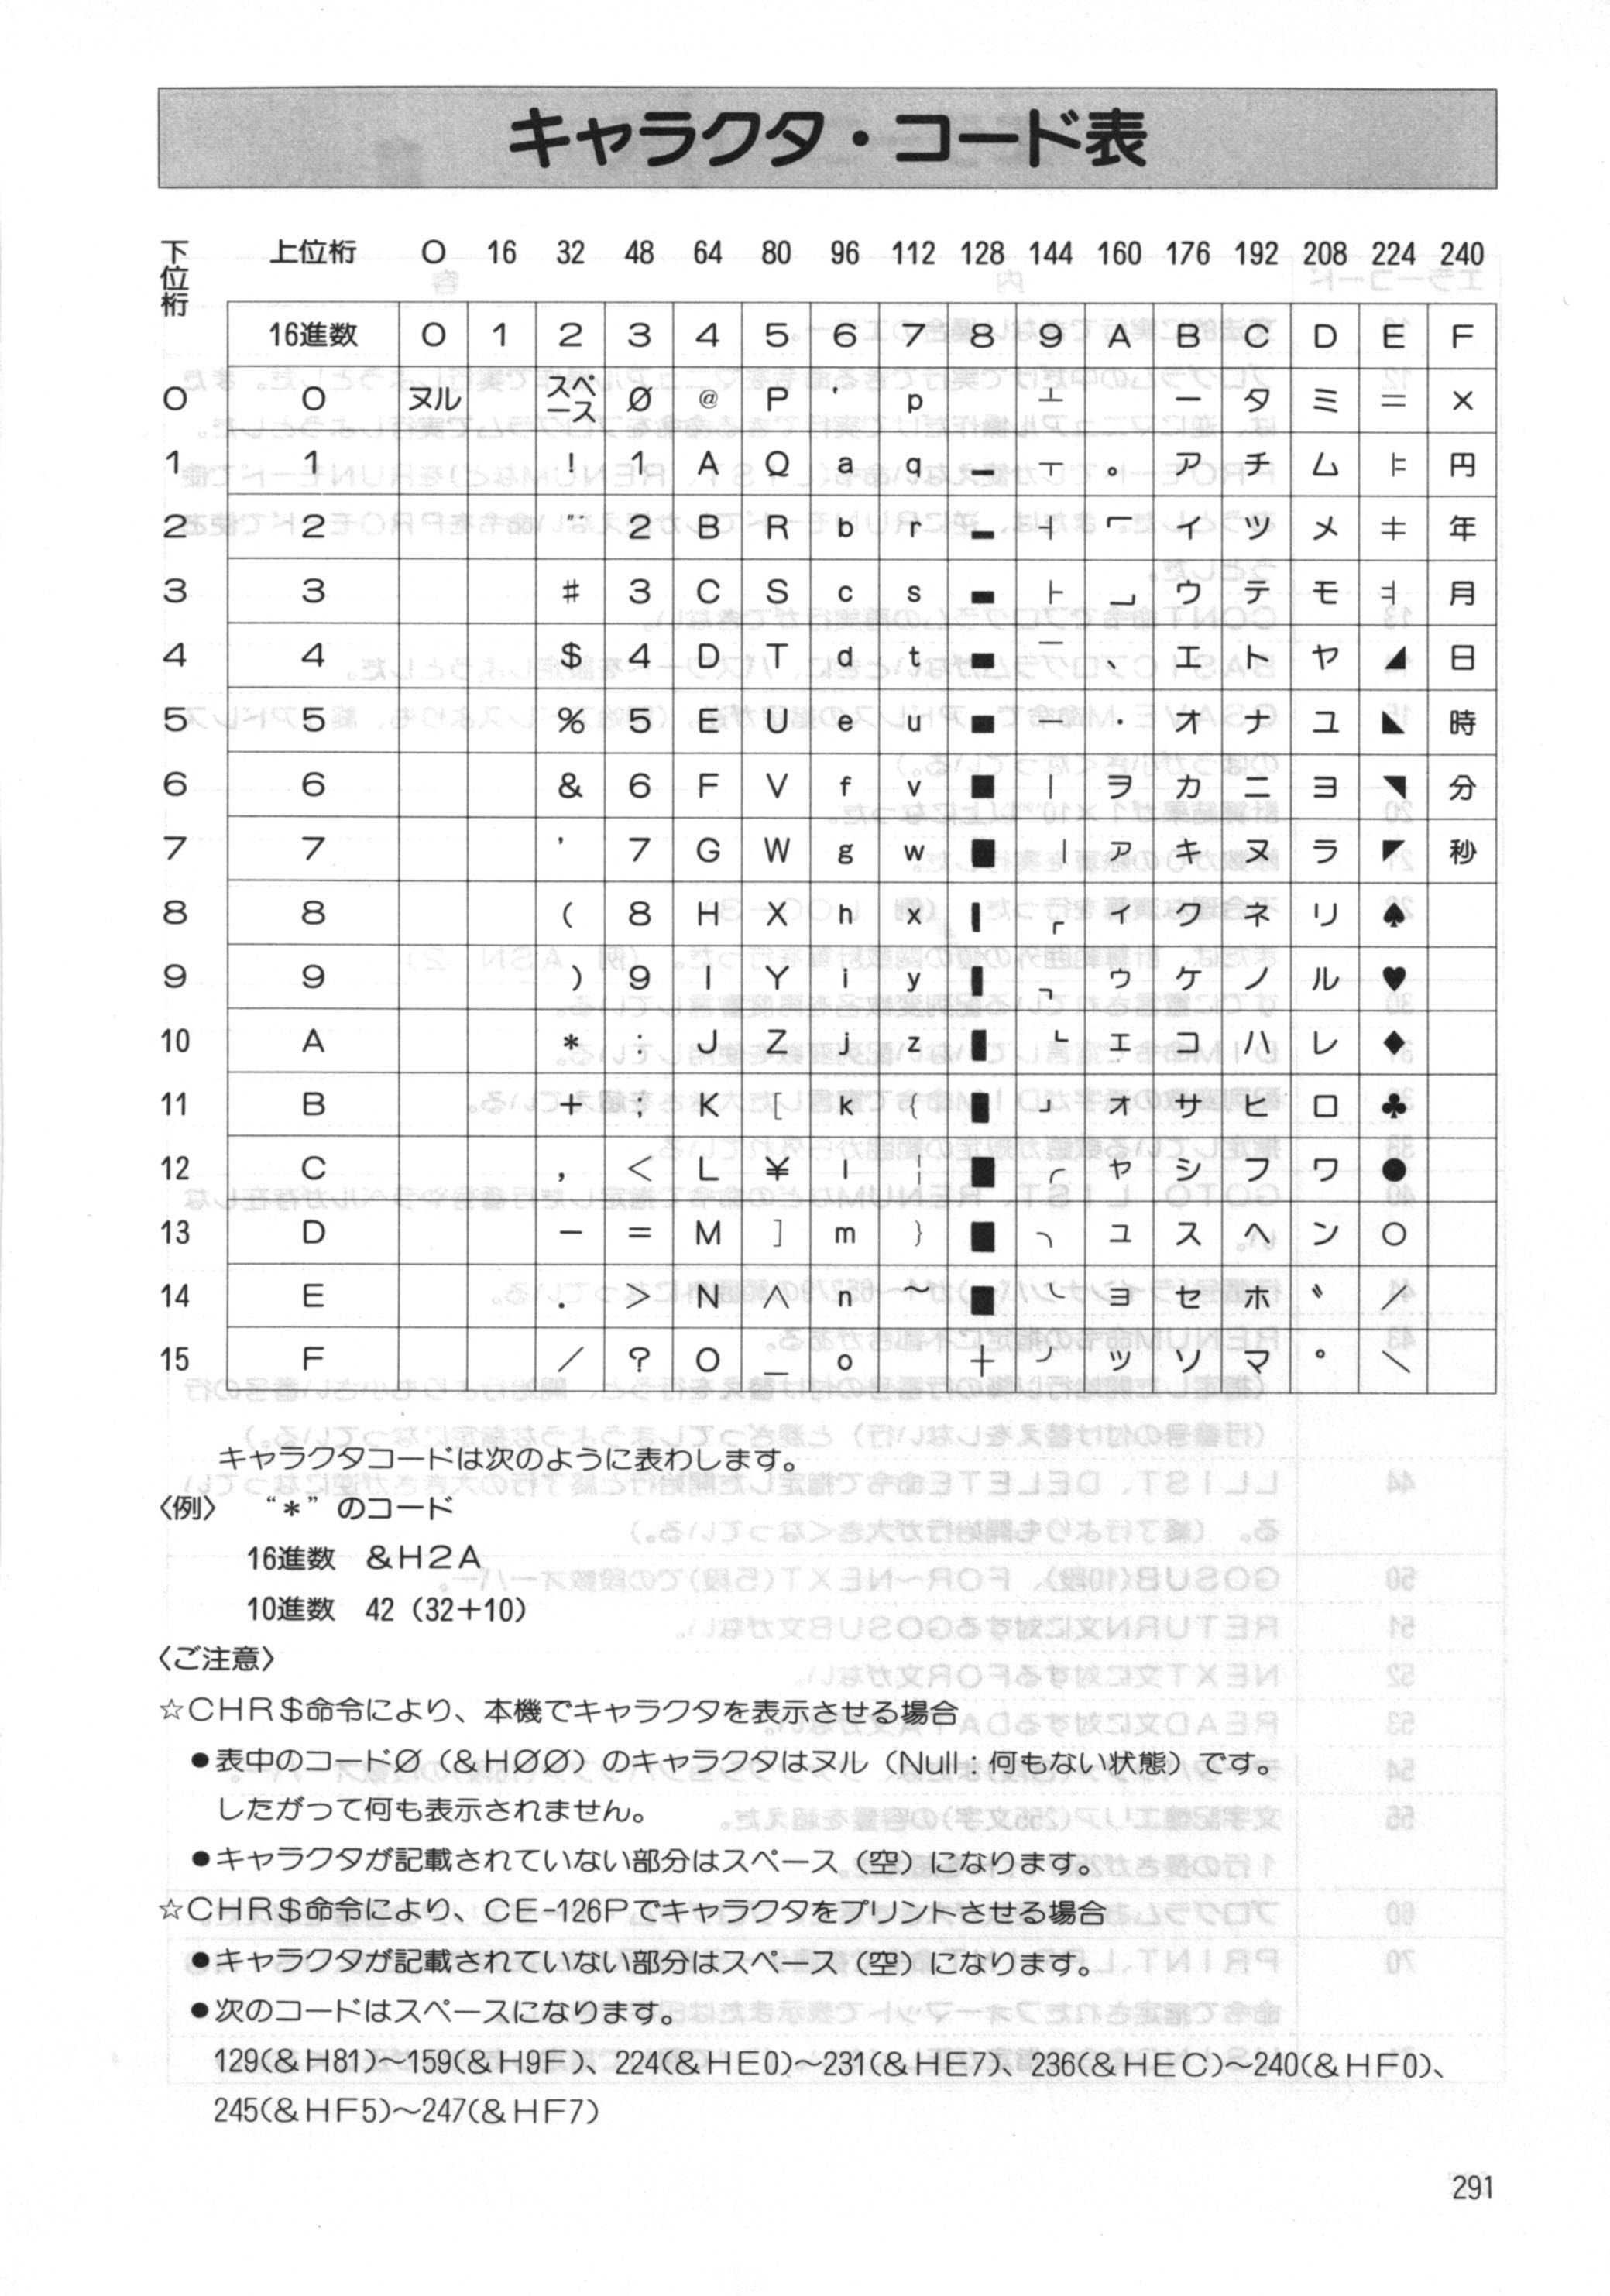 キャラクタ・コード表
下位桁 上位桁 0 16 32 48 64 80 96 112 128 144 160 176 192 208 224 240
16進数 0 1 2 3 4 5 6 7 8 9 A B C D E F
0 0 ヌル スペース Ø @ P ' p ┴ ー タ ミ ＝ ×
1 1 ! 1 A Q a q ▁ ┬ 。 ア チ ム ╞ 円
2 2 " 2 B R b r ▂ ┤ 「 イ ツ メ ╪ 年
3 3 # 3 C S c s ▃ ├ 」 ウ テ モ ╡ 月
4 4 $ 4 D T d t ▄ ▔ 、 エ ト ヤ ◢ 日
5 5 % 5 E U e u ▅ ─ ・ オ ナ ユ ◣ 時
6 6 & 6 F V f v ▆ │ ヲ カ ニ ヨ ◥ 分
7 7 ' 7 G W g w ▇ ▕ ァ キ ヌ ラ ◤ 秒
8 8 ( 8 H X h x ▎ ┌ ィ ク ネ リ ♠
9 9 ) 9 I Y i y ▍ ┐ ゥ ケ ノ ル ♥
10 A * : J Z j z ▌ └ ェ コ ハ レ ♦
11 B + ; K [ k { ▋ ┘ ォ サ ヒ ロ ♣
12 C , < L ¥ l ¦ ▊ ╭ ャ シ フ ワ ●
13 D − = M ] m } ▉ ╮ ュ ス ヘ ン ○
14 E . > N ∧ n ~ █ ╰ ョ セ ホ ゛ ／
15 F / ? O _ o ┼ ╯ ッ ソ マ ゜ ＼
キャラクタコードは次のように表わします。
〈例〉 “＊”のコード
16進数 ＆H2A
10進数 42（32＋10）
〈ご注意〉
☆CHR＄命令により、本機でキャラクタを表示させる場合
●表中のコードØ（＆HØØ）のキャラクタはヌル（Null：何もない状態）です。
したがって何も表示されません。
●キャラクタが記載されていない部分はスペース（空）になります。
☆CHR＄命令により、CE-126Pでキャラクタをプリントさせる場合
●キャラクタが記載されていない部分はスペース（空）になります。
●次のコードはスペースになります。
129(＆H81)〜159(＆H9F)、224(＆HE0)〜231(＆HE7)、236(＆HEC)〜240(＆HF0)、
245(＆HF5)〜247(＆HF7)
291